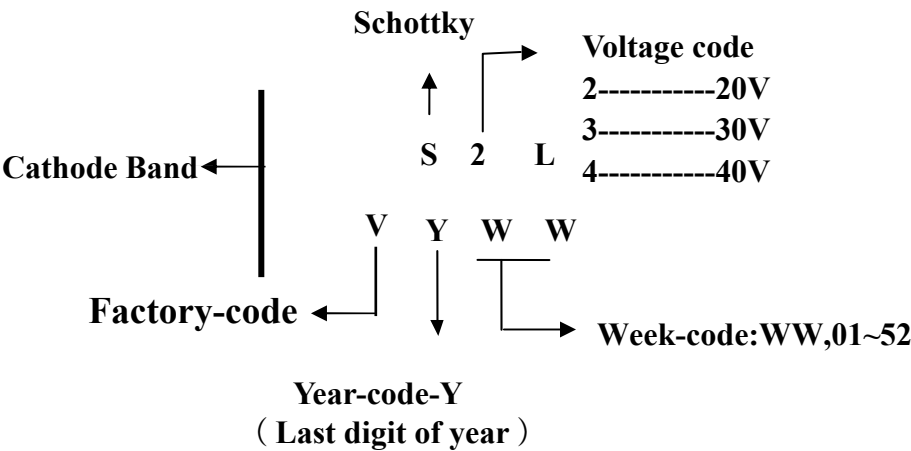 Schottky
Voltage code
2-----------20V
3-----------30V
S 2 L
4-----------40V
Cathode Band
V Y W W
Factory-code
Week-code:WW,01~52
Year-code-Y
（Last digit of year）